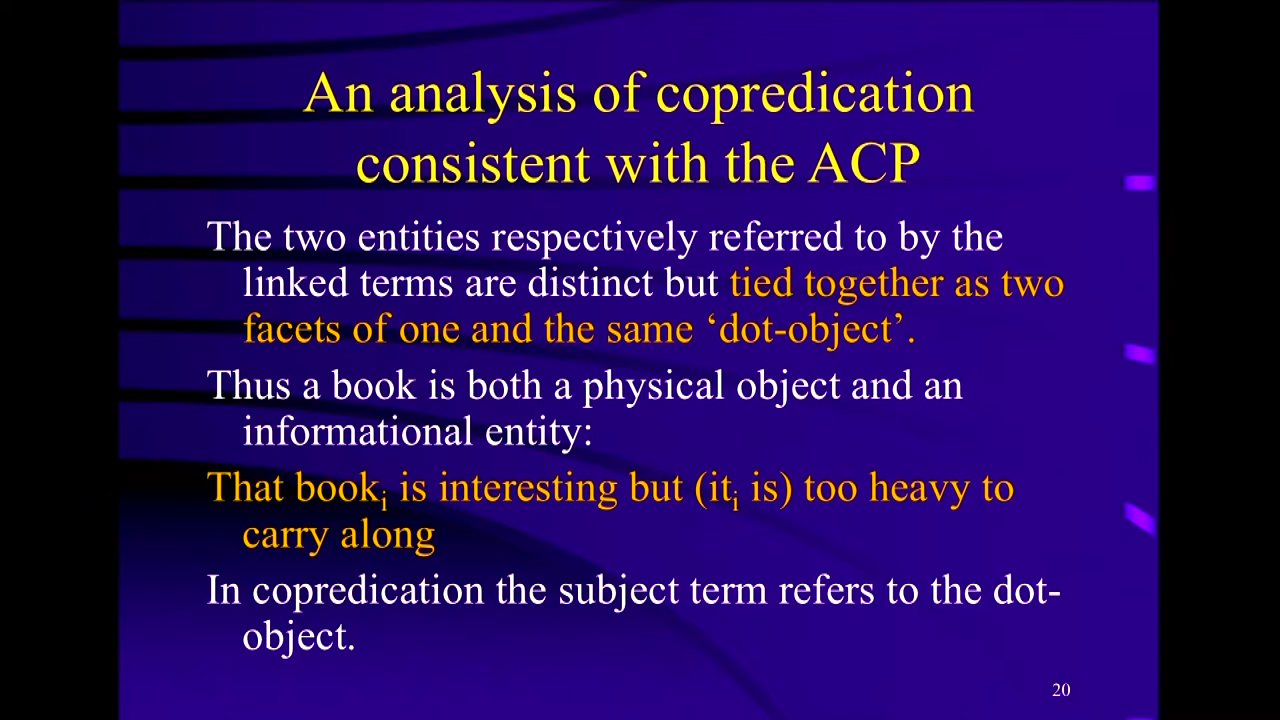 An analysis of copredication
consistent with the ACP
The two entities respectively referred to by the
linked terms are distinct but tied together as two
facets of one and the same ‘dot-object’.
Thus a book is both a physical object and an
informational entity:
That bookᵢ is interesting but (itᵢ is) too heavy to
carry along
In copredication the subject term refers to the dot-
object.
20